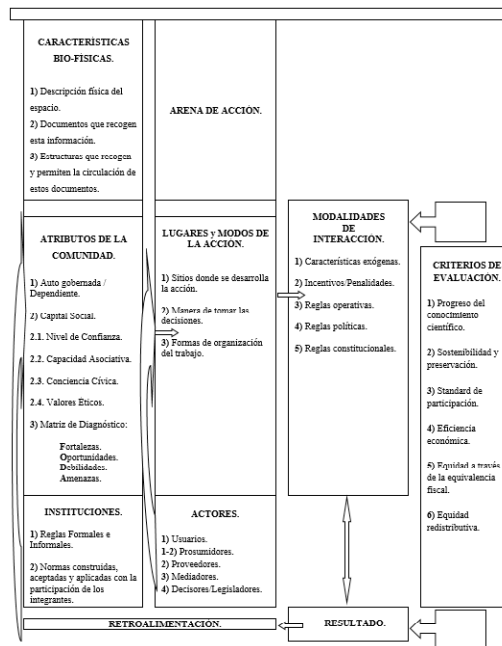 CARACTERÍSTICAS
BIO-FÍSICAS.
1) Descripción física del
espacio.
2) Documentos que recogen
esta información.
3) Estructuras que recogen
y permiten la circulación de
estos documentos.
ATRIBUTOS DE LA
COMUNIDAD.
1) Auto gobernada /
Dependiente.
2) Capital Social.
2.1. Nivel de Confianza.
2.2. Capacidad Asociativa.
2.3. Conciencia Cívica.
2.4. Valores Éticos.
3) Matriz de Diagnóstico:
Fortalezas.
Oportunidades.
Debilidades.
Amenazas.
INSTITUCIONES.
1) Reglas Formales e
Informales.
2) Normas construidas,
aceptadas y aplicadas con la
participación de los
integrantes.
ARENA DE ACCIÓN.
LUGARES y MODOS DE
LA ACCIÓN.
1) Sitios donde se desarrolla
la acción.
2) Manera de tomar las
decisiones.
3) Formas de organización
del trabajo.
ACTORES.
1) Usuarios.
1-2) Prosumidores.
2) Proveedores.
3) Mediadores.
4) Decisores/Legisladores.
MODALIDADES
DE
INTERACCIÓN.
1) Características exógenas.
2) Incentivos/Penalidades.
3) Reglas operativas.
4) Reglas políticas.
5) Reglas constitucionales.
CRITERIOS DE
EVALUACIÓN.
1) Progreso del
conocimiento
científico.
2) Sostenibilidad y
preservación.
3) Standard de
participación.
4) Eficiencia
económica.
5) Equidad a través
de la equivalencia
fiscal.
6) Equidad
redistributiva.
RETROALIMENTACIÓN.
RESULTADO.